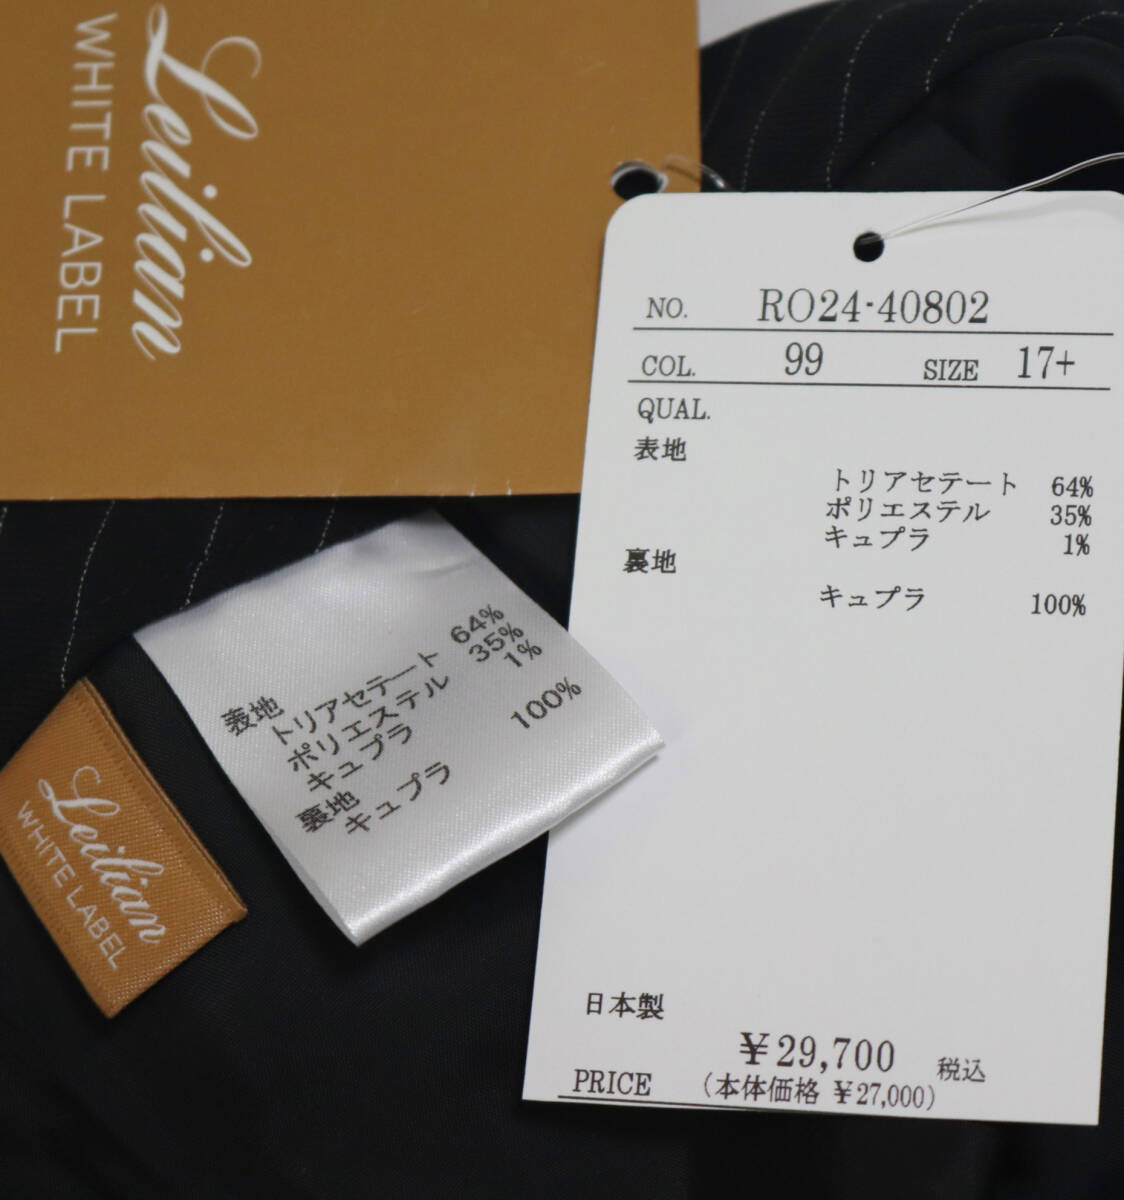 Leilian
WHITE LABEL
NO. RO24-40802
COL. 99 SIZE 17+
QUAL.
表地
トリアセテート 64%
ポリエステル 35%
キュプラ 1%
裏地
キュプラ 100%
日本製
¥29,700 税込
PRICE (本体価格 ¥27,000)
表地
トリアセテート 64%
ポリエステル 35%
キュプラ 1%
裏地
キュプラ 100%
Leilian
WHITE LABEL